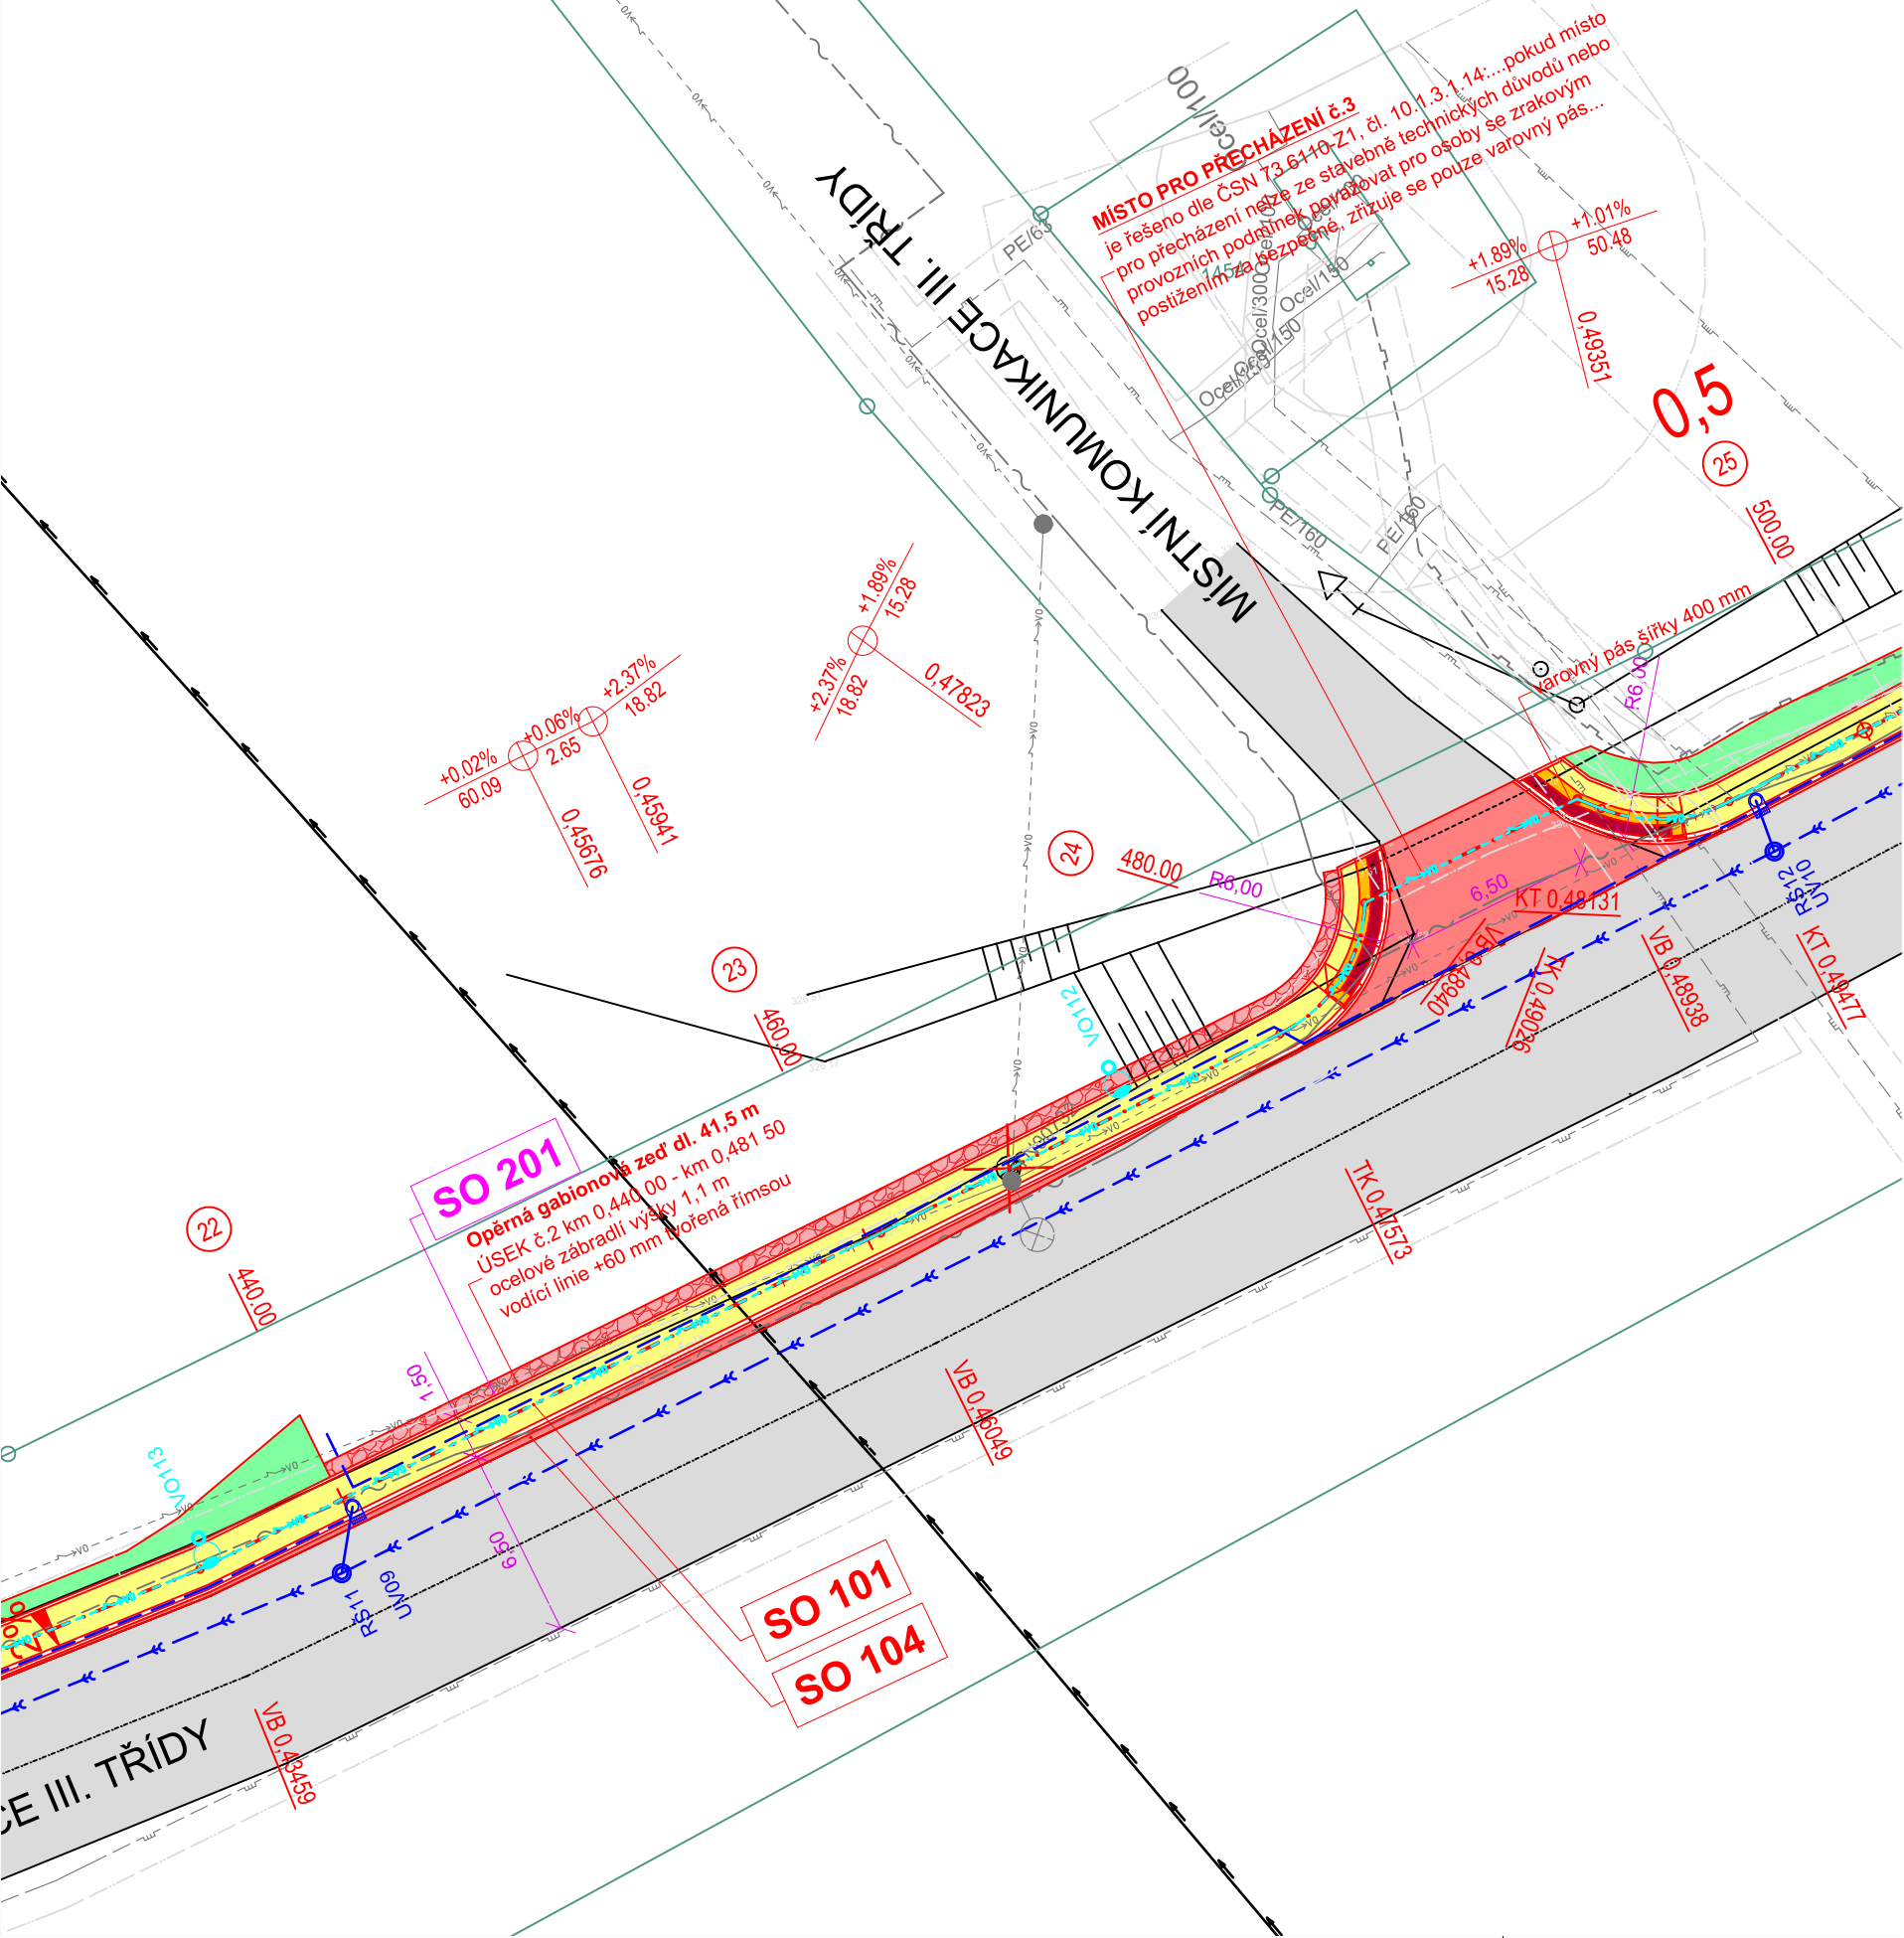 Ocel/100
MÍSTO PRO PŘECHÁZENÍ č.3
je řešeno dle ČSN 73 6110-Z1, čl. 10.1.3.1.14:...pokud místo
pro přecházení nelze ze stavebně technických důvodů nebo
provozních podmínek považovat pro osoby se zrakovým
postižením za bezpečné, zřizuje se pouze varovný pás...
+1.89%
15.28
+1.01%
50.48
0,49351
0,5
25
500.00
PE/63
1454
Ocel/300
Ocel/150
Ocel/150
PE/160
PE/160
MÍSTNÍ KOMUNIKACE III. TŘÍDY
varovný pás šířky 400 mm
R6,00
+1.89%
15.28
+2.37%
18.82
0,47823
+2.37%
18.82
+0.06%
2.65
+0.02%
60.09
0,45941
0,45676
24
480.00
R6,00
6,50
KT 0,48131
VB 0,48940
TK 0,49026
VB 0,48938
KT 0,49477
RŠ12
UV10
23
460.00
VO112
SO 201
Opěrná gabionová zeď dl. 41,5 m
ÚSEK č.2 km 0,440 00 - km 0,481 50
ocelové zábradlí výšky 1,1 m
vodící linie +60 mm tvořená římsou
22
440.00
1,50
6,50
VO113
TK 0,47573
VB 0,46049
RŠ11
UV09
SO 101
SO 104
VB 0,43459
CE III. TŘÍDY